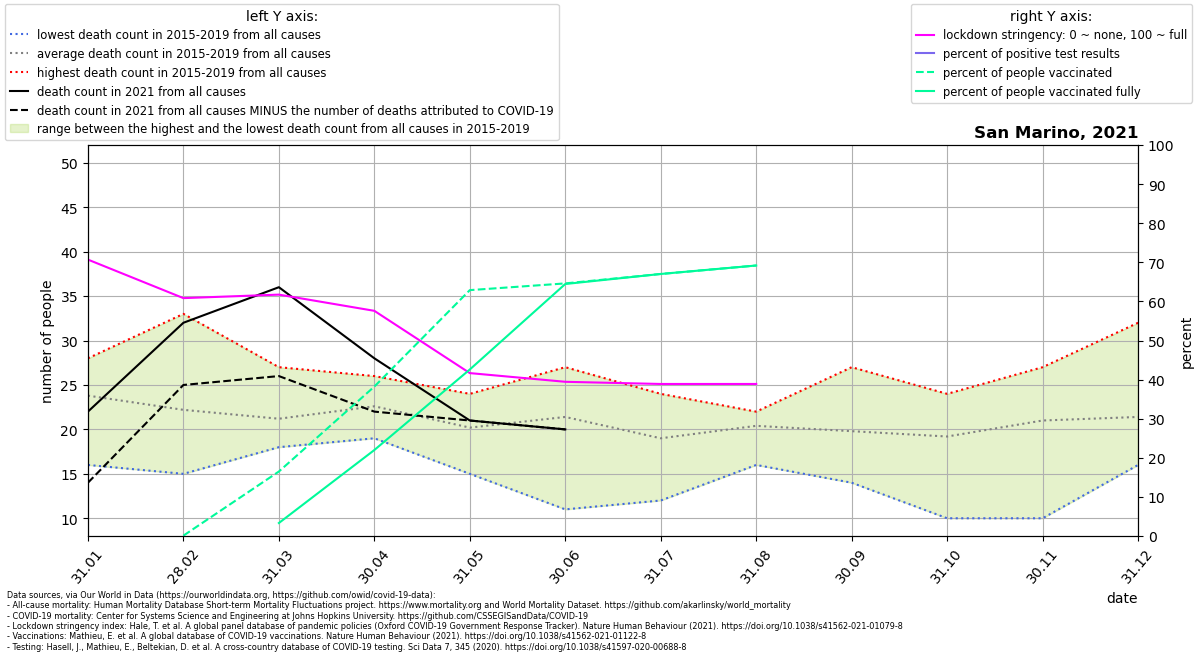 left Y axis:
lowest death count in 2015-2019 from all causes
average death count in 2015-2019 from all causes
highest death count in 2015-2019 from all causes
death count in 2021 from all causes
death count in 2021 from all causes MINUS the number of deaths attributed to COVID-19
range between the highest and the lowest death count from all causes in 2015-2019
right Y axis:
lockdown stringency: 0 ~ none, 100 ~ full
percent of positive test results
percent of people vaccinated
percent of people vaccinated fully
San Marino, 2021
50
45
40
35
30
25
20
15
10
number of people
100
90
80
70
60
50
40
30
20
10
0
percent
31.01
28.02
31.03
30.04
31.05
30.06
31.07
31.08
30.09
31.10
30.11
31.12
date
Data sources, via Our World in Data (https://ourworldindata.org, https://github.com/owid/covid-19-data):
- All-cause mortality: Human Mortality Database Short-term Mortality Fluctuations project. https://www.mortality.org and World Mortality Dataset. https://github.com/akarlinsky/world_mortality
- COVID-19 mortality: Center for Systems Science and Engineering at Johns Hopkins University. https://github.com/CSSEGISandData/COVID-19
- Lockdown stringency index: Hale, T. et al. A global panel database of pandemic policies (Oxford COVID-19 Government Response Tracker). Nature Human Behaviour (2021). https://doi.org/10.1038/s41562-021-01079-8
- Vaccinations: Mathieu, E. et al. A global database of COVID-19 vaccinations. Nature Human Behaviour (2021). https://doi.org/10.1038/s41562-021-01122-8
- Testing: Hasell, J., Mathieu, E., Beltekian, D. et al. A cross-country database of COVID-19 testing. Sci Data 7, 345 (2020). https://doi.org/10.1038/s41597-020-00688-8